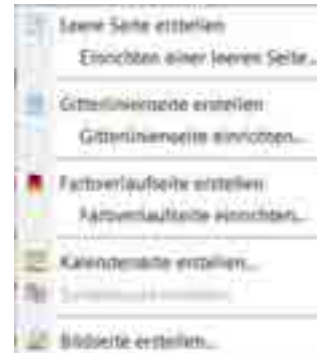 Leere Seite erstellen
Einrichten einer leeren Seite...
Gitterlinienseite erstellen
Gitterlinienseite einrichten...
Farbverlaufseite erstellen
Farbverlaufseite einrichten...
Kalenderseite erstellen...
Bildseite erstellen...